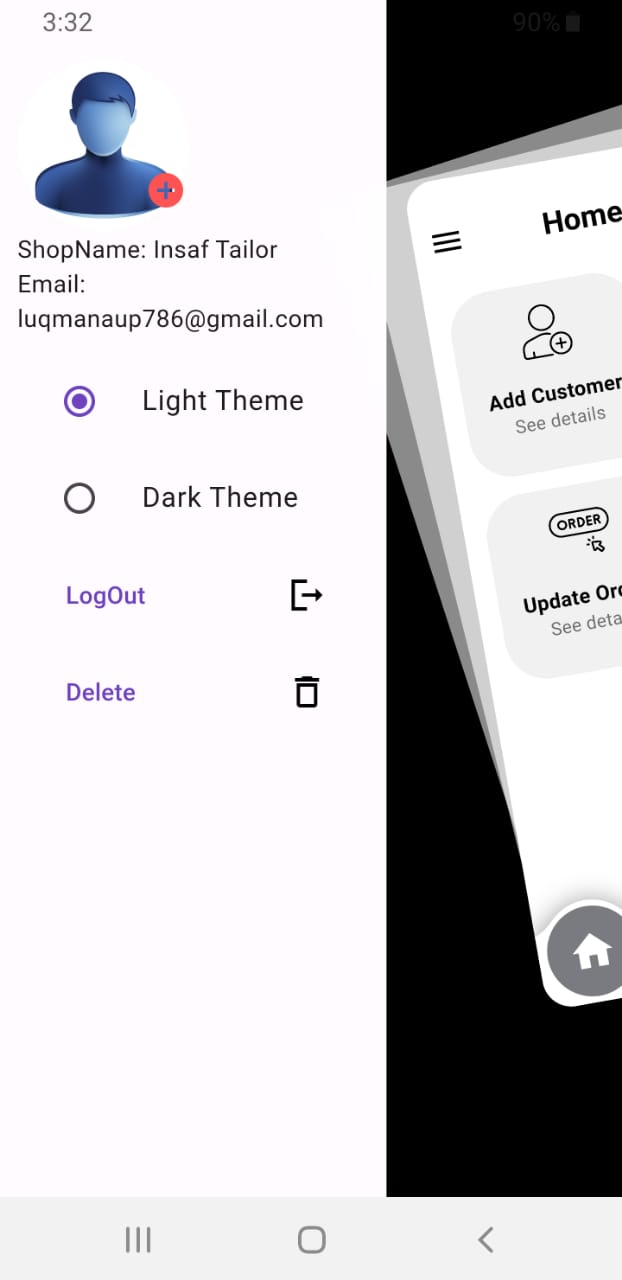 3:32
90%
ShopName: Insaf Tailor
Email:
luqmanaup786@gmail.com
Light Theme
Dark Theme
LogOut
Delete
Home
Add Customer
See details
ORDER
Update Ord
See deta